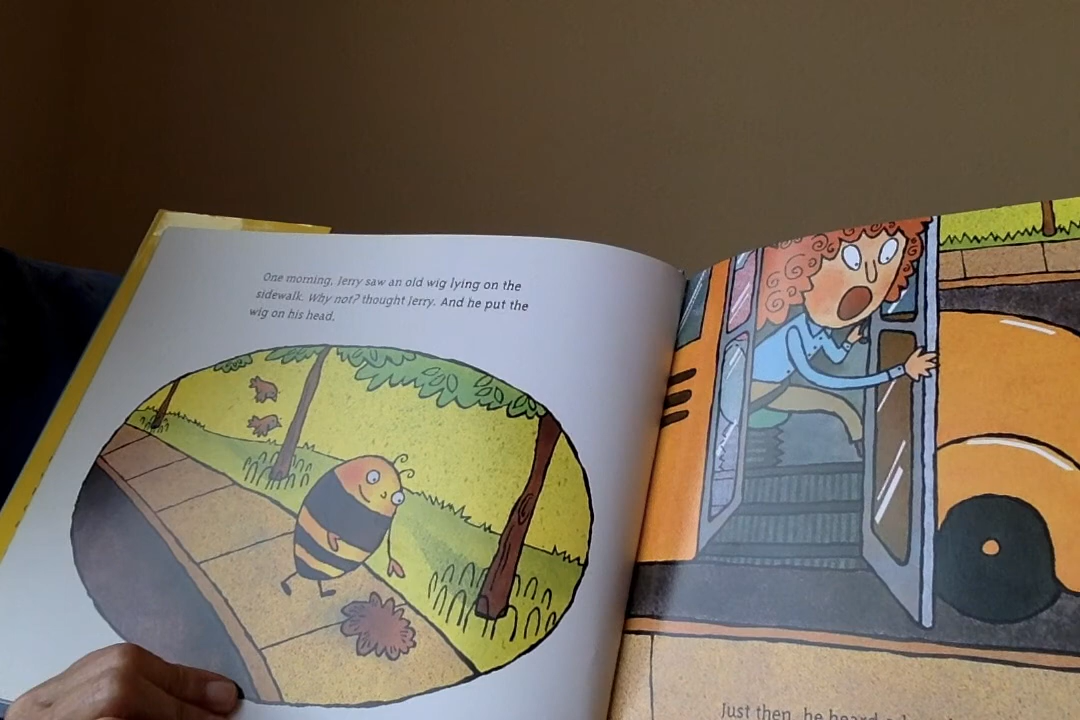 One morning, Jerry saw an old wig lying on the
sidewalk. Why not? thought Jerry. And he put the
wig on his head.
Just then, he heard